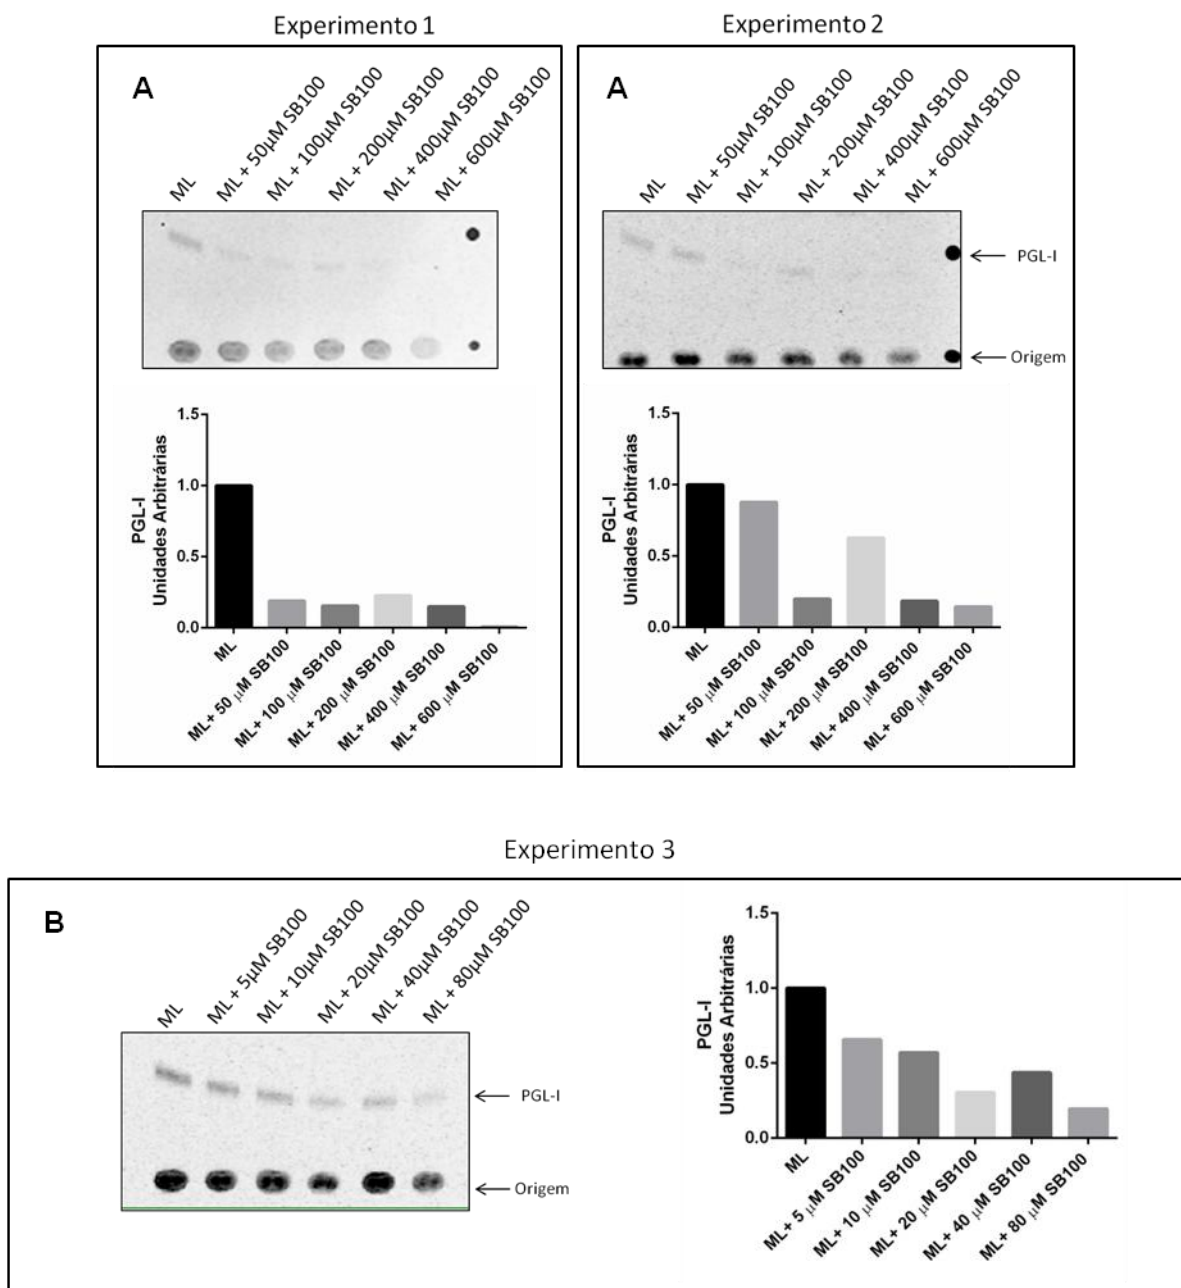 Experimento 1
A
ML
ML+ 50µM SB100
ML + 100µM SB100
ML + 200µM SB100
ML + 400µM SB100
ML + 600µM SB100
PGL-I
Unidades Arbitrárias
1.5
1.0
0.5
0.0
ML
ML+ 50 µM SB100
ML+ 100 µM SB100
ML+ 200 µM SB100
ML+ 400 µM SB100
ML+ 600 µM SB100
Experimento 2
A
ML
ML + 50µM SB100
ML + 100µM SB100
ML + 200µM SB100
ML + 400µM SB100
ML + 600µM SB100
PGL-I
Origem
PGL-I
Unidades Arbitrárias
1.5
1.0
0.5
0.0
ML
ML+ 50 µM SB100
ML+ 100 µM SB100
ML+ 200 µM SB100
ML+ 400 µM SB100
ML+ 600 µM SB100
Experimento 3
B
ML
ML + 5µM SB100
ML + 10µM SB100
ML + 20µM SB100
ML + 40µM SB100
ML + 80µM SB100
PGL-I
Origem
PGL-I
Unidades Arbitrárias
1.5
1.0
0.5
0.0
ML
ML+ 5 µM SB100
ML+ 10 µM SB100
ML+ 20 µM SB100
ML+ 40 µM SB100
ML+ 80 µM SB100